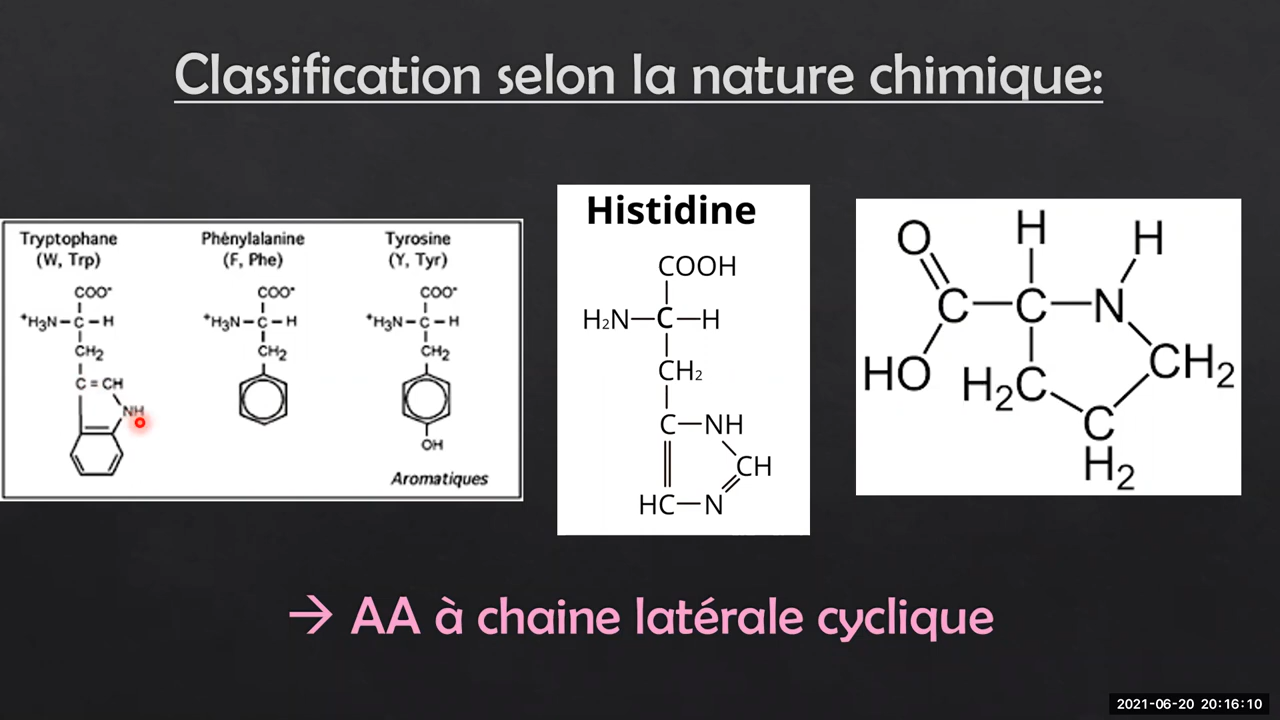 Classification selon la nature chimique:
Tryptophane
(W, Trp)
COO⁻
⁺H₃N–C–H
CH₂
C=CH
NH
Phénylalanine
(F, Phe)
COO⁻
⁺H₃N–C–H
CH₂
Tyrosine
(Y, Tyr)
COO⁻
⁺H₃N–C–H
CH₂
OH
Aromatiques
Histidine
COOH
H₂N–C–H
CH₂
C–NH
CH
HC–N
H H
O
C–C–N
HO H₂C CH₂
C
H₂
→ AA à chaine latérale cyclique
2021-06-20 20:16:10